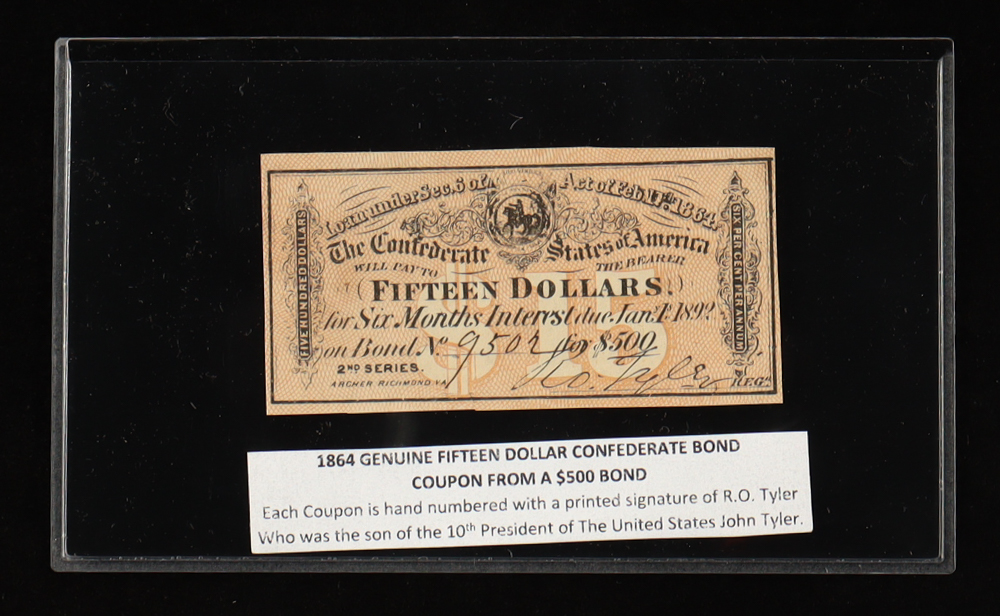 Loan under Sec. 6 of Act of Feb. 17th 1864.
The Confederate States of America
WILL PAY TO THE BEARER
FIVE HUNDRED DOLLARS
SIX PER CENT PER ANNUM
$15
(FIFTEEN DOLLARS.)
for Six Months Interest due Jan. 1st 1892
on Bond No. 9502 for $500
2ND SERIES.
Ro. Tyler REGR.
ARCHER RICHMOND VA
1864 GENUINE FIFTEEN DOLLAR CONFEDERATE BOND
COUPON FROM A $500 BOND
Each Coupon is hand numbered with a printed signature of R.O. Tyler
Who was the son of the 10th President of The United States John Tyler.